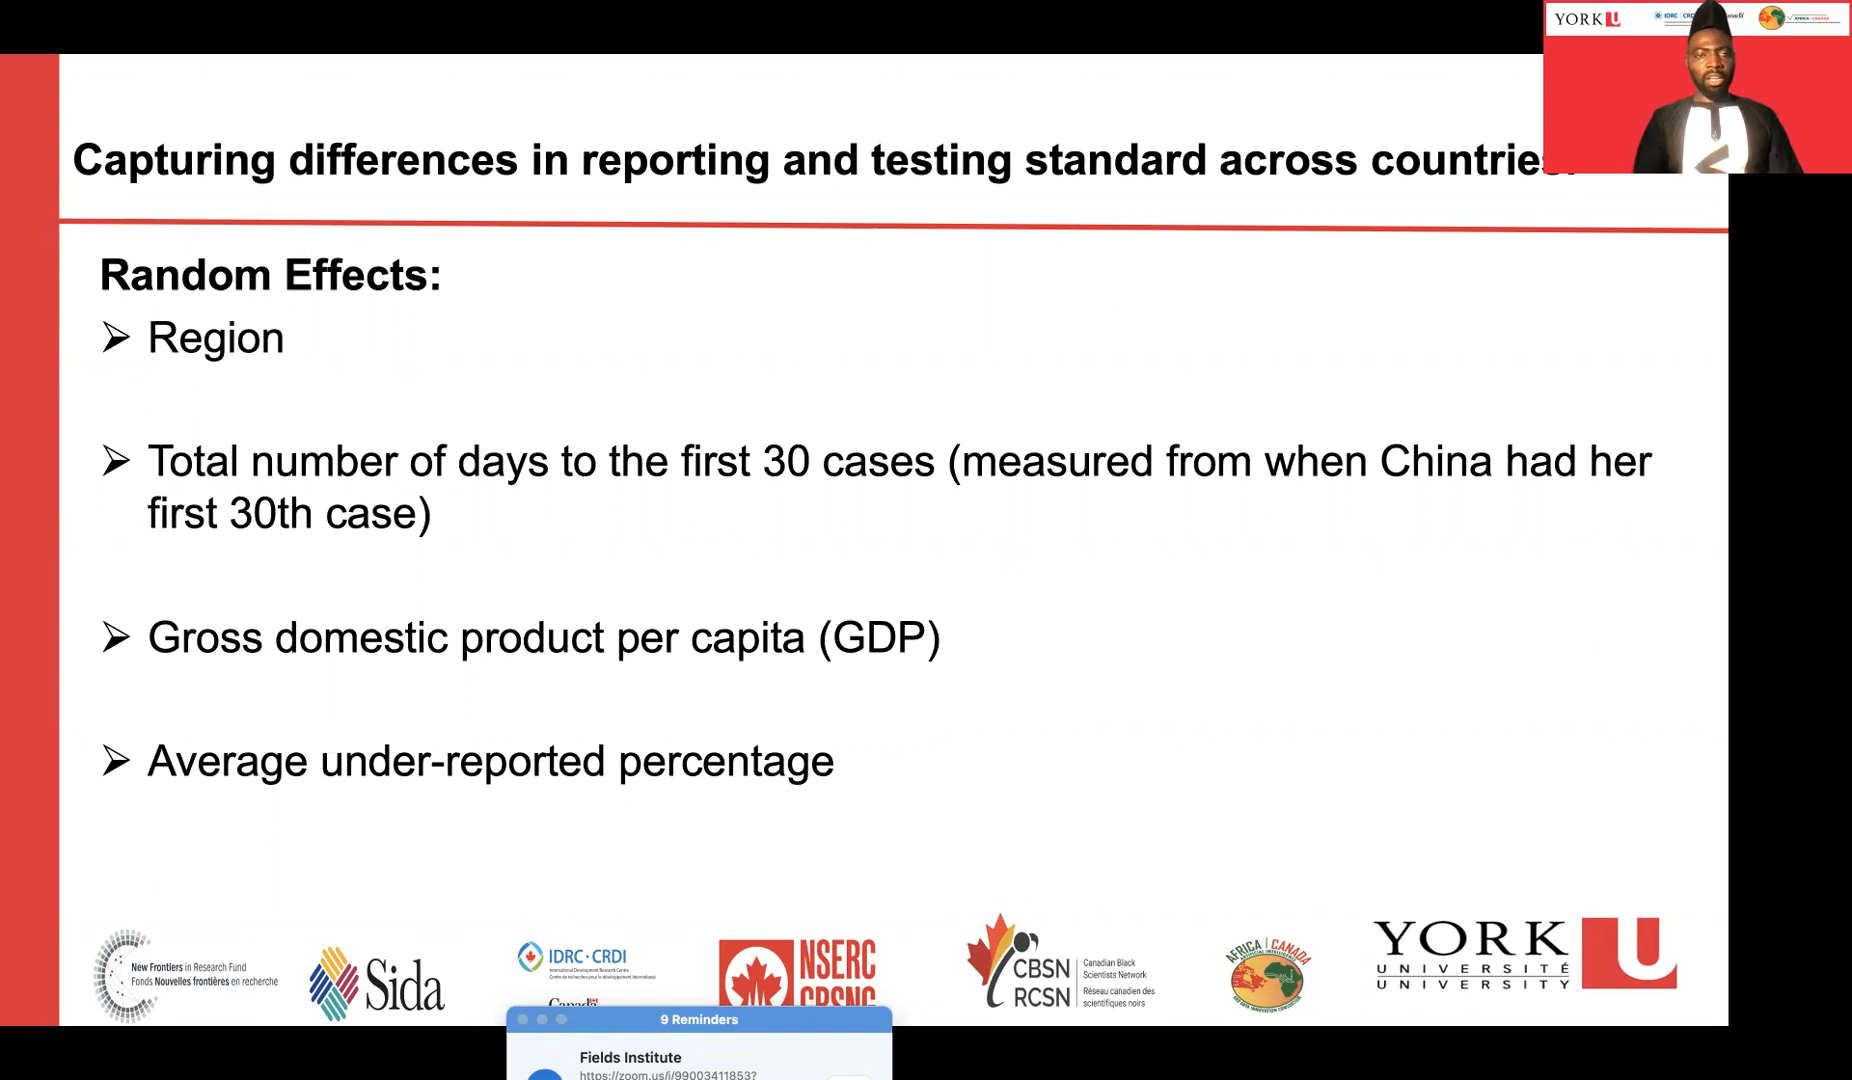 YORK U
IDRC
Capturing differences in reporting and testing standard across countries.
Random Effects:
➢ Region
➢ Total number of days to the first 30 cases (measured from when China had her
first 30th case)
➢ Gross domestic product per capita (GDP)
➢ Average under-reported percentage
New Frontiers in Research Fund
Fonds Nouvelles frontières en recherche
Sida
IDRC · CRDI
International Development Research Centre
Centre de recherches pour le développement international
Canada
NSERC
CRSNG
CBSN
RCSN
Canadian Black
Scientists Network
Réseau canadien des
scientifiques noirs
AFRICA | CANADA
YORK
UNIVERSITÉ
UNIVERSITY
U
9 Reminders
Fields Institute
https://zoom.us/j/99003411853?